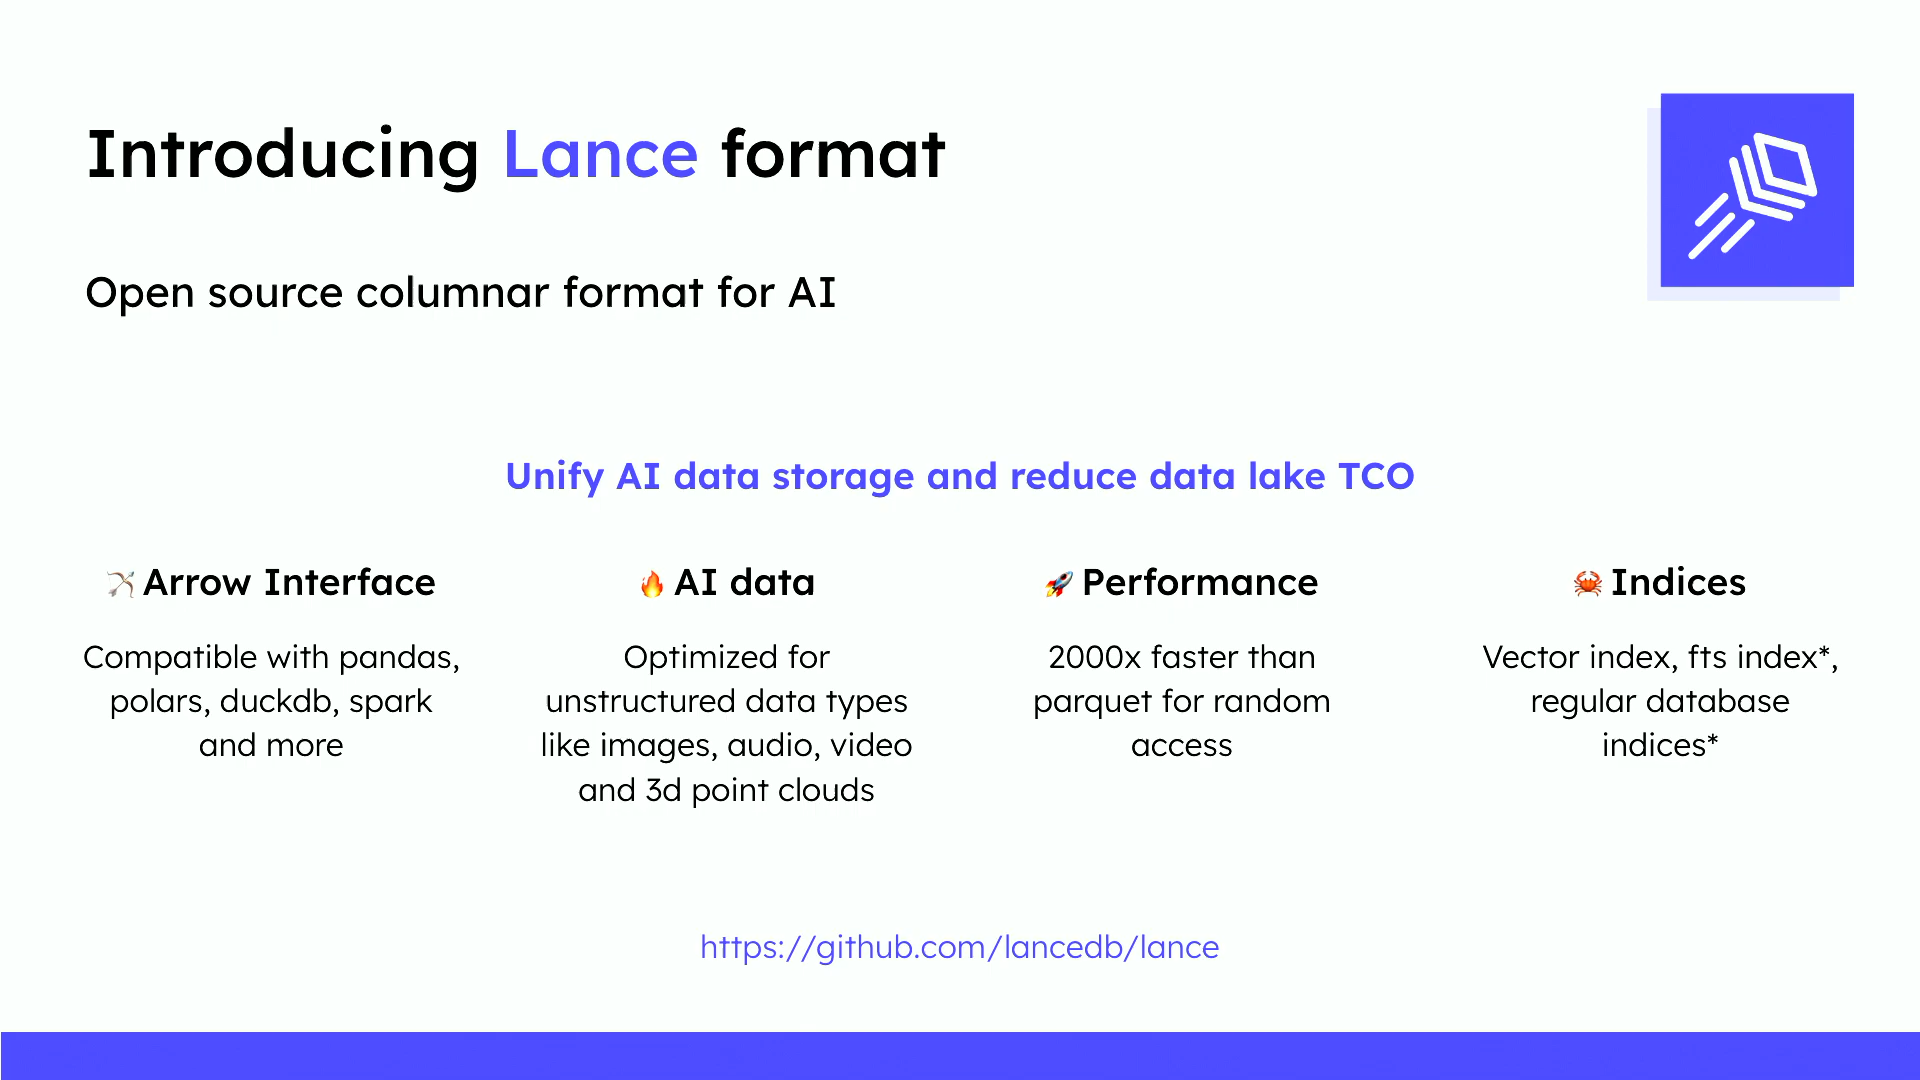 Introducing Lance format
Open source columnar format for AI
Unify AI data storage and reduce data lake TCO
🏹 Arrow Interface
Compatible with pandas,
polars, duckdb, spark
and more
🔥 AI data
Optimized for
unstructured data types
like images, audio, video
and 3d point clouds
🚀 Performance
2000x faster than
parquet for random
access
🦀 Indices
Vector index, fts index*,
regular database
indices*
https://github.com/lancedb/lance